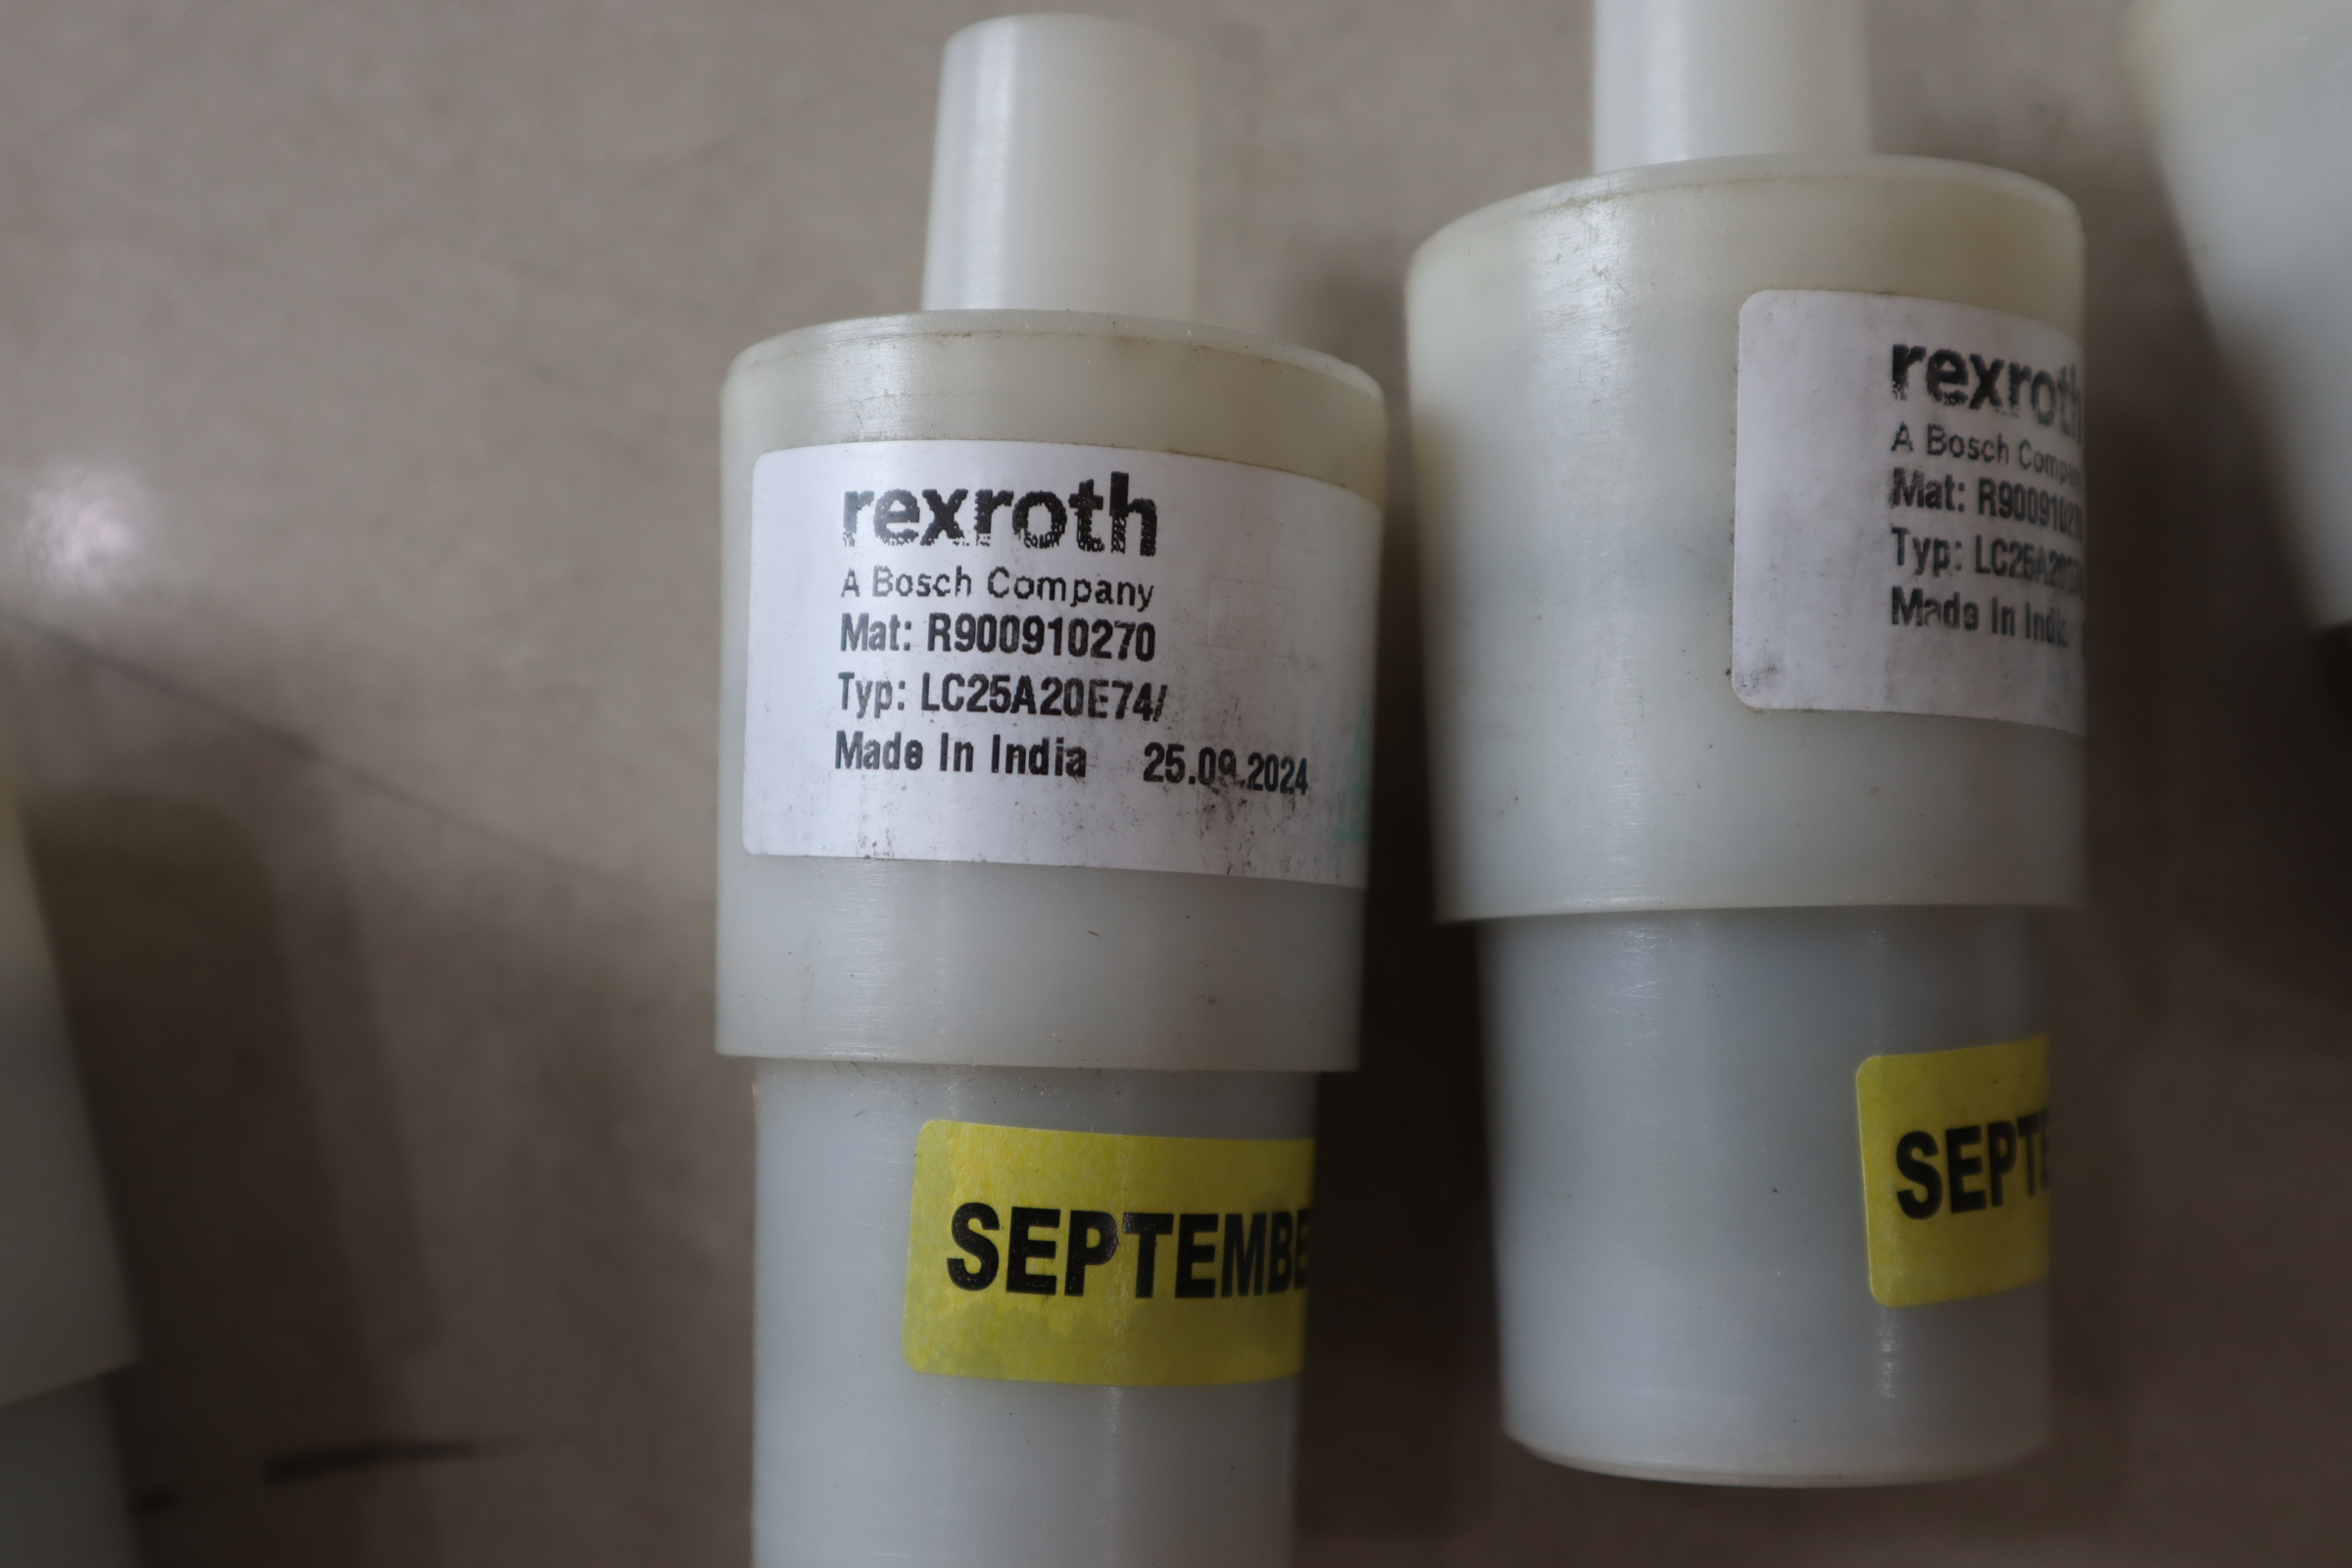 rexroth
A Bosch Company
Mat: R900910270
Typ: LC25A20E74/
Made In India 25.09.2024
SEPTEMBE
rexroth
A Bosch Compa
Mat: R90091027
Typ: LC25A20
Made In India
SEPTE